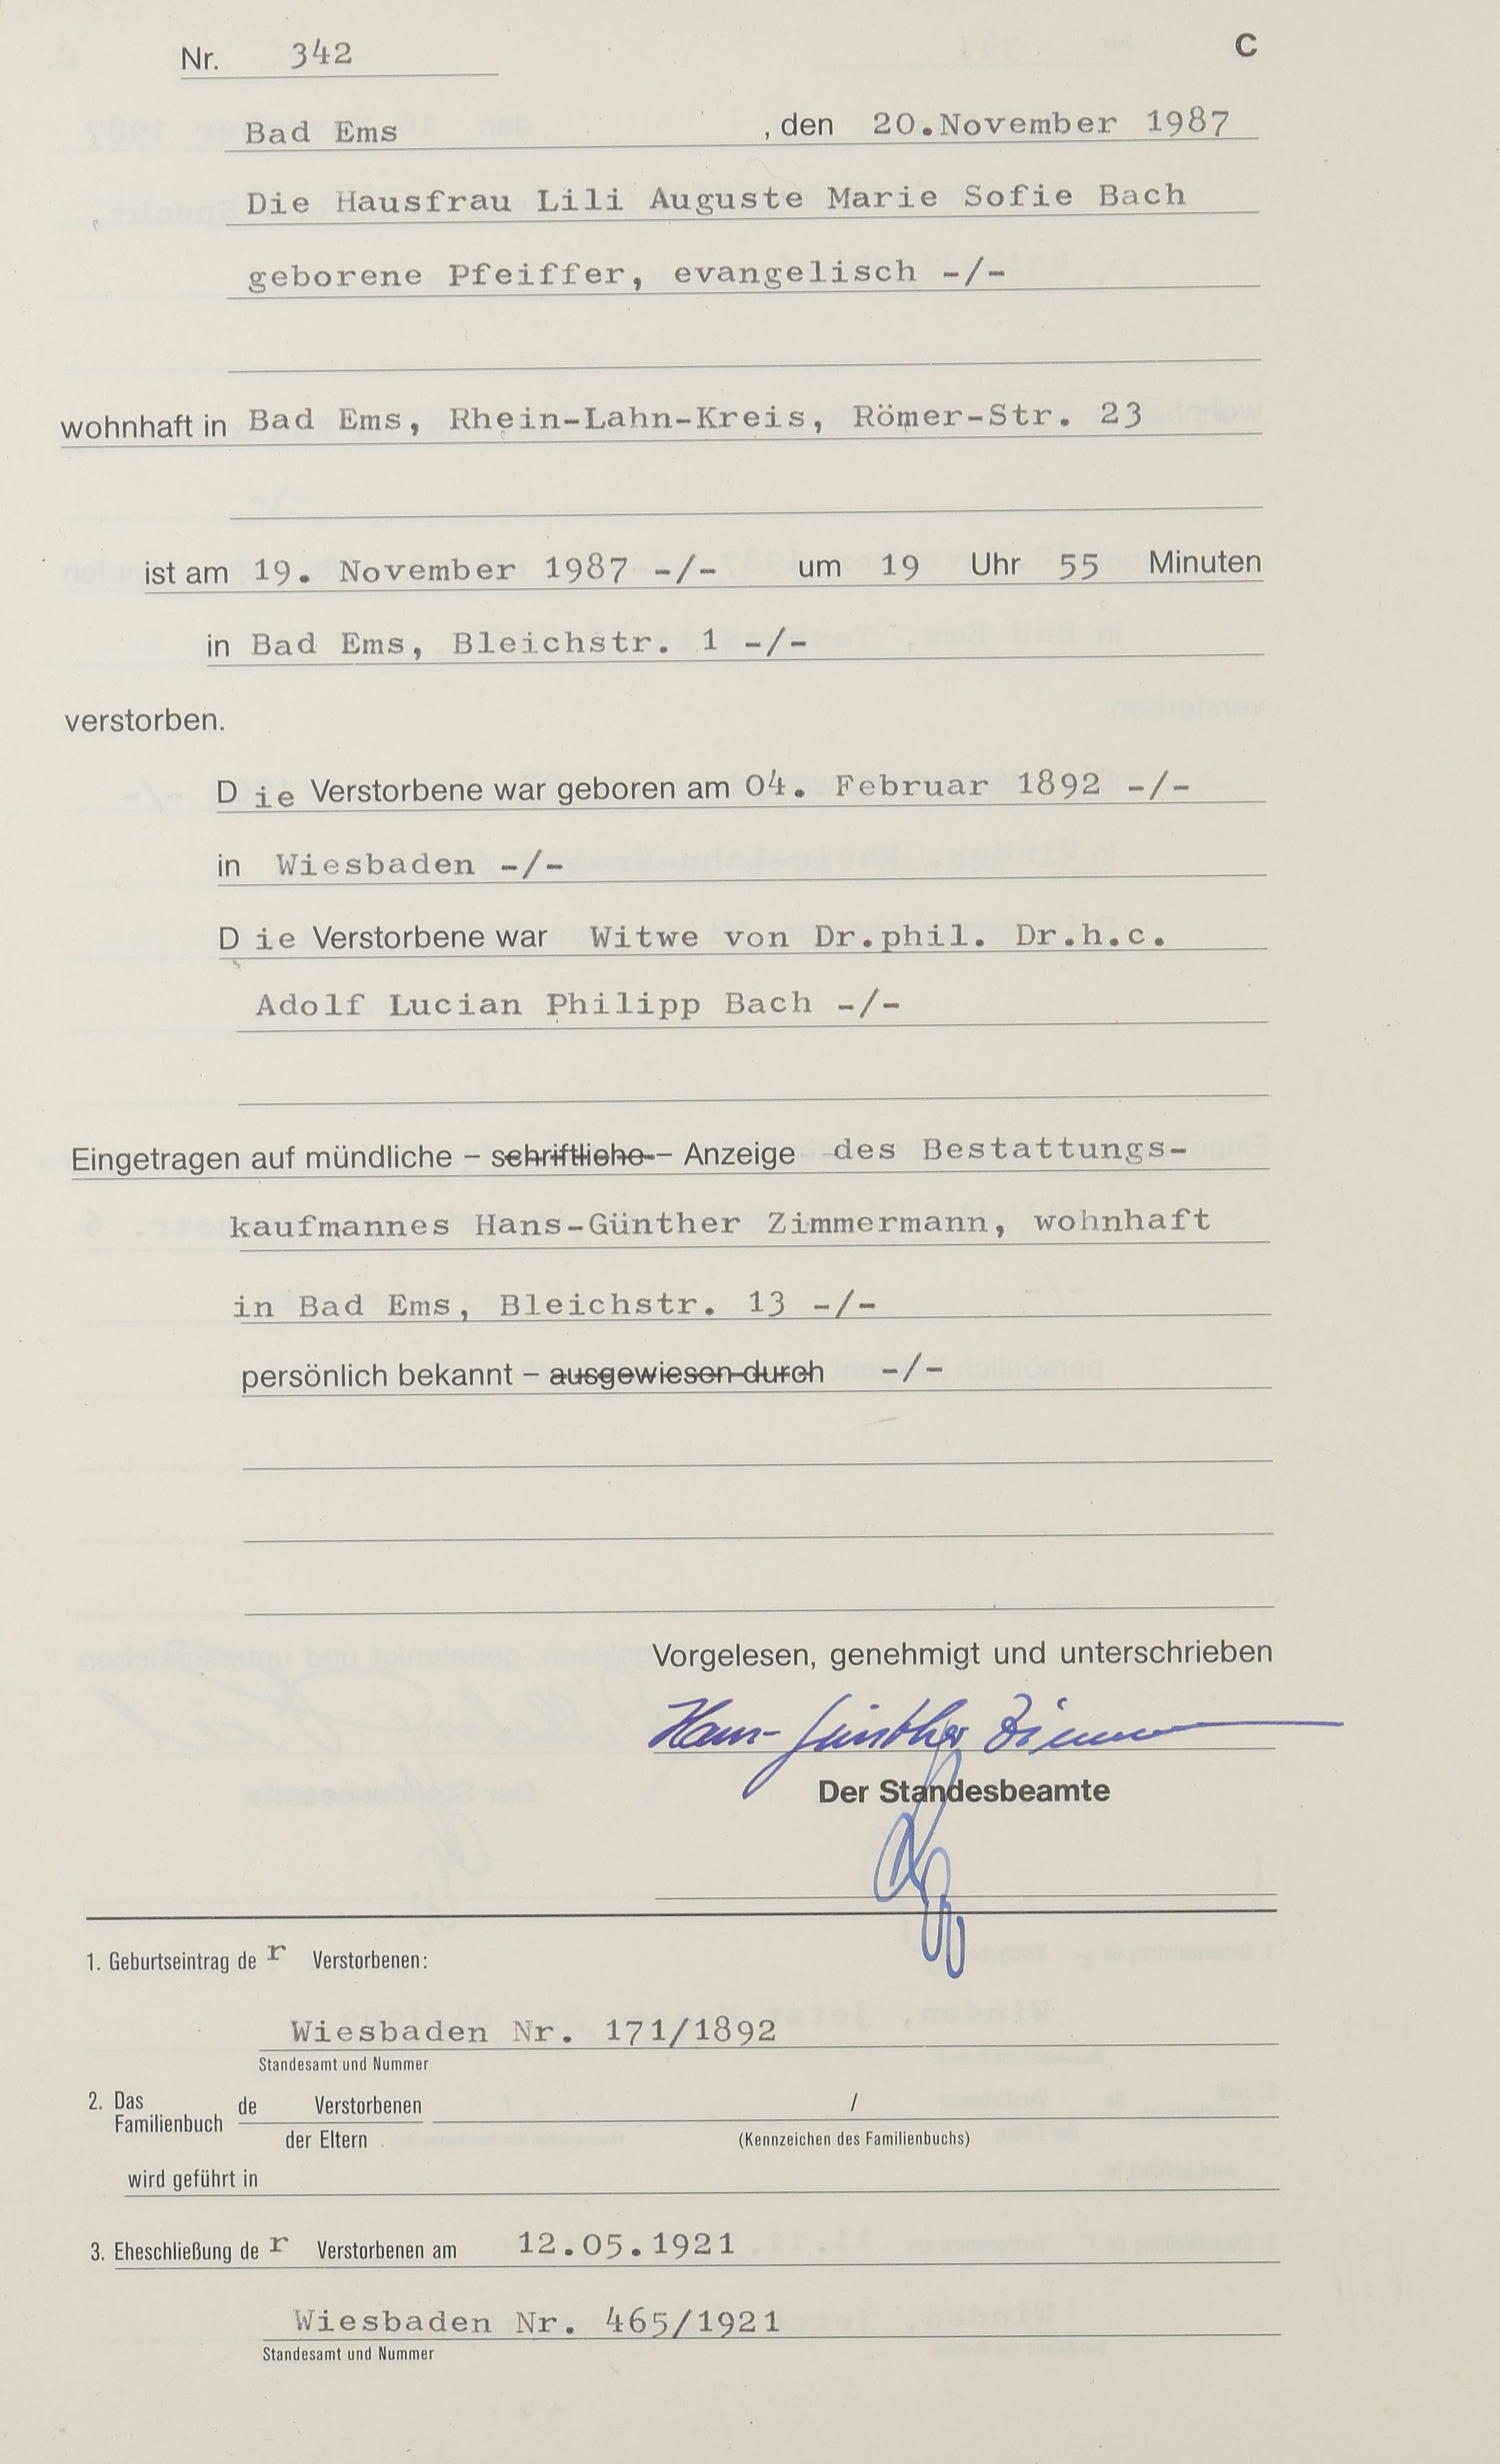 Nr. 342
C
Bad Ems , den 20.November 1987
Die Hausfrau Lili Auguste Marie Sofie Bach
geborene Pfeiffer, evangelisch -/-
wohnhaft in Bad Ems, Rhein-Lahn-Kreis, Römer-Str. 23
ist am 19. November 1987 -/- um 19 Uhr 55 Minuten
in Bad Ems, Bleichstr. 1 -/-
verstorben.
D ie Verstorbene war geboren am 04. Februar 1892 -/-
in Wiesbaden -/-
D ie Verstorbene war Witwe von Dr.phil. Dr.h.c.
Adolf Lucian Philipp Bach -/-
Eingetragen auf mündliche – schriftliche – Anzeige des Bestattungs-
kaufmannes Hans-Günther Zimmermann, wohnhaft
in Bad Ems, Bleichstr. 13 -/-
persönlich bekannt – ausgewiesen durch -/-
Vorgelesen, genehmigt und unterschrieben
Hans-Günther
Der Standesbeamte
1. Geburtseintrag de r Verstorbenen:
Wiesbaden Nr. 171/1892
Standesamt und Nummer
2. Das Familienbuch de Verstorbenen /
der Eltern (Kennzeichen des Familienbuchs)
wird geführt in
3. Eheschließung de r Verstorbenen am 12.05.1921
Wiesbaden Nr. 465/1921
Standesamt und Nummer